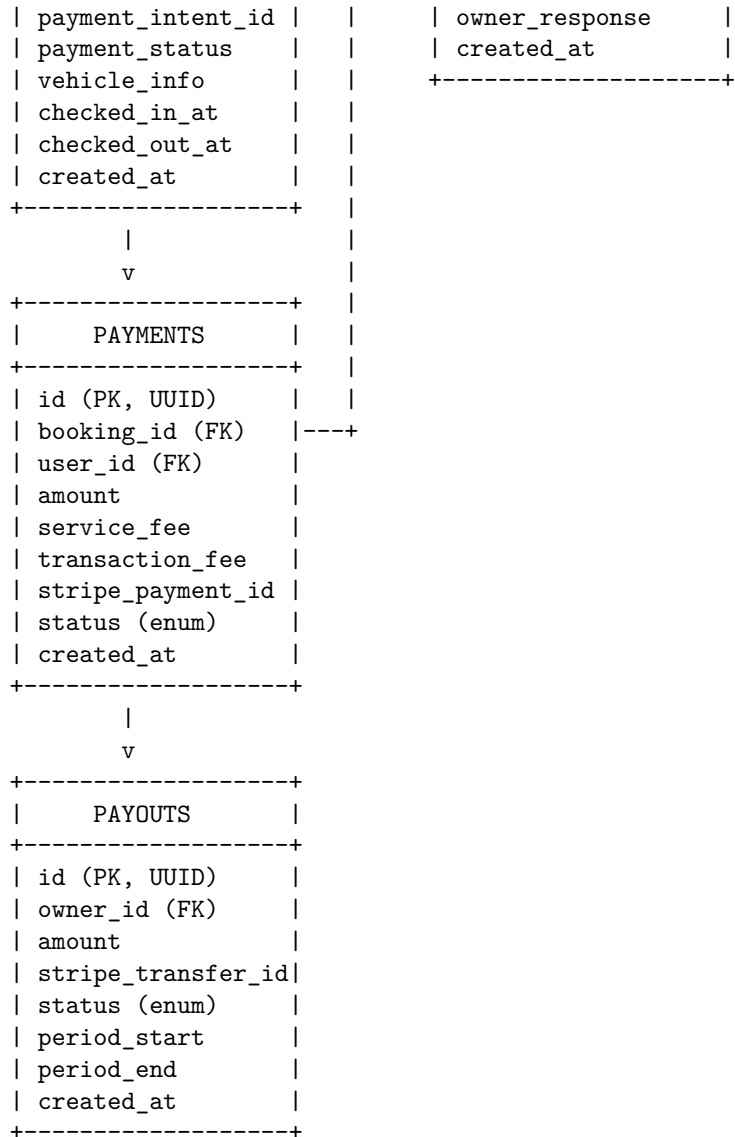 | payment_intent_id |   |    | owner_response     |
| payment_status    |   |    | created_at         |
| vehicle_info      |   |    +--------------------+
| checked_in_at     |   |
| checked_out_at    |   |
| created_at        |   |
+-------------------+   |
        |               |
        v               |
+-------------------+   |
|     PAYMENTS      |   |
+-------------------+   |
| id (PK, UUID)     |   |
| booking_id (FK)   |---+
| user_id (FK)      |
| amount            |
| service_fee       |
| transaction_fee   |
| stripe_payment_id |
| status (enum)     |
| created_at        |
+-------------------+
        |
        v
+-------------------+
|     PAYOUTS       |
+-------------------+
| id (PK, UUID)     |
| owner_id (FK)     |
| amount            |
| stripe_transfer_id|
| status (enum)     |
| period_start      |
| period_end        |
| created_at        |
+-------------------+